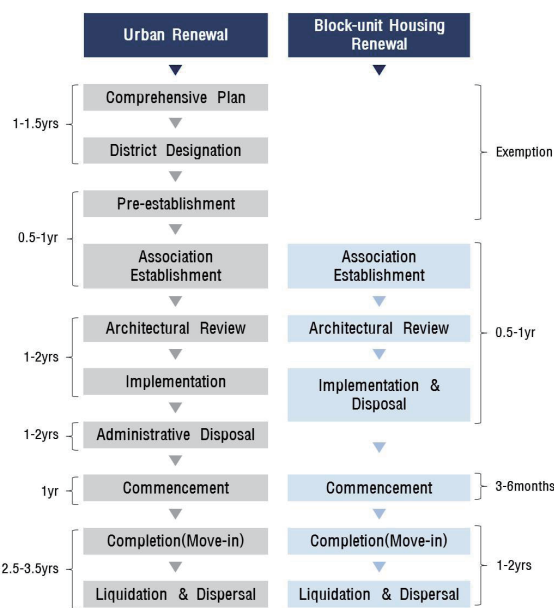 Urban Renewal
Block-unit Housing
Renewal
Comprehensive Plan
1-1.5yrs
District Designation
Exemption
Pre-establishment
0.5-1yr
Association
Establishment
Association
Establishment
Architectural Review
Architectural Review
0.5-1yr
1-2yrs
Implementation
Implementation &
Disposal
1-2yrs
Administrative Disposal
1yr
Commencement
Commencement
3-6months
Completion(Move-in)
Completion(Move-in)
2.5-3.5yrs
1-2yrs
Liquidation & Dispersal
Liquidation & Dispersal